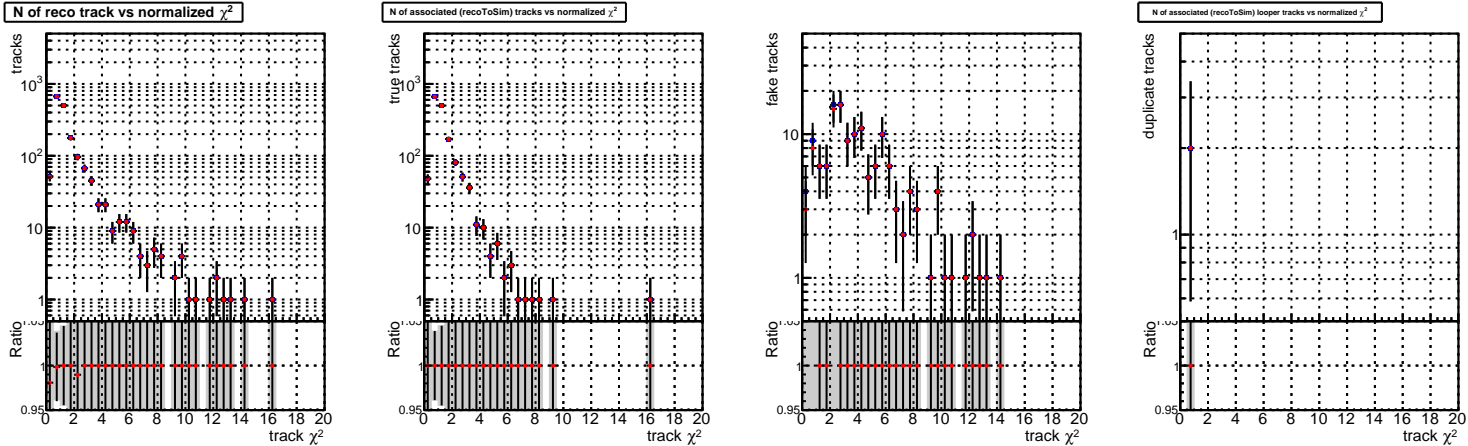 N of reco track vs normalized χ²
tracks
10³
10²
10
1
Ratio
1
0.95
0 2 4 6 8 10 12 14 16 18 20
track χ²
N of associated (recoToSim) tracks vs normalized χ²
true tracks
10³
10²
10
1
Ratio
1
0.95
0 2 4 6 8 10 12 14 16 18 20
track χ²
fake tracks
10
1
Ratio
1
0.95
0 2 4 6 8 10 12 14 16 18 20
track χ²
N of associated (recoToSim) looper tracks vs normalized χ²
duplicate tracks
1
Ratio
1
0.95
0 2 4 6 8 10 12 14 16 18 20
track χ²